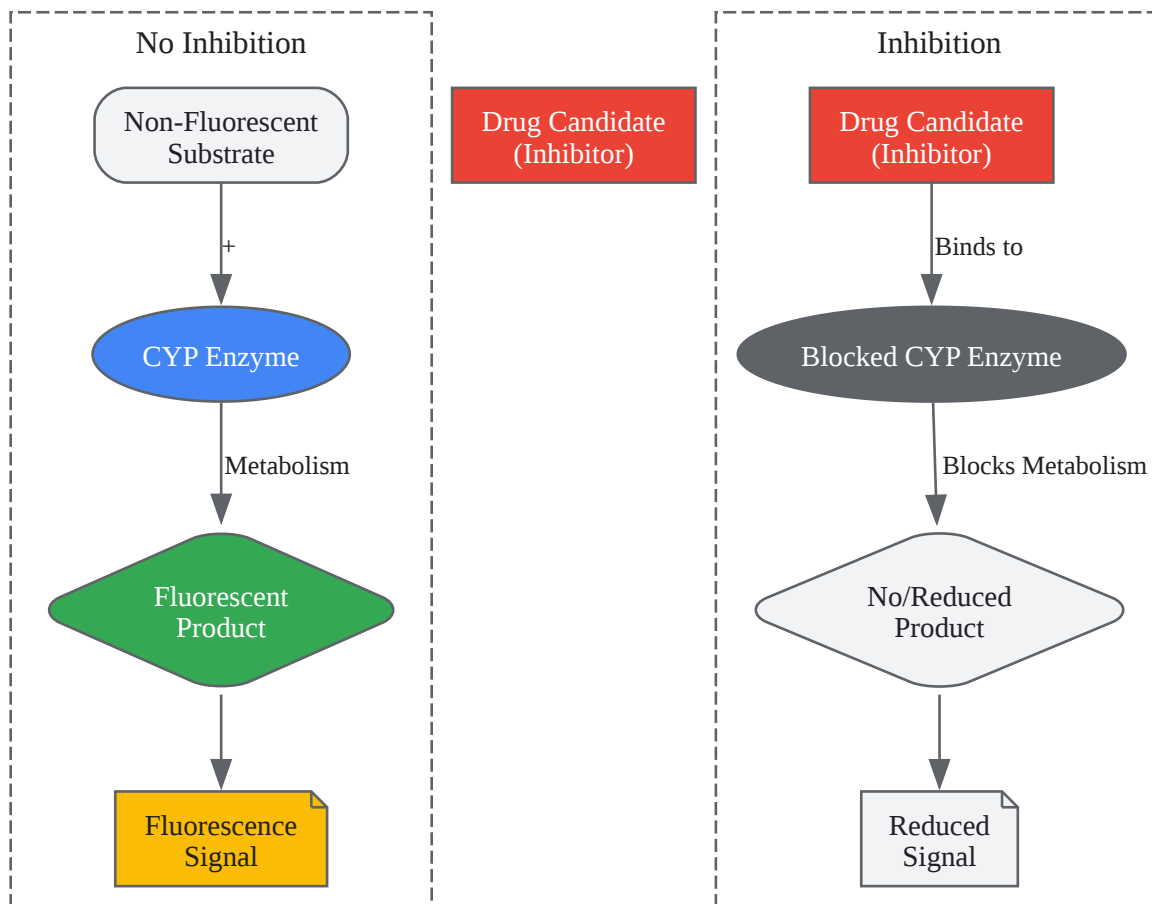 No Inhibition
Non-Fluorescent
Substrate
+
CYP Enzyme
Metabolism
Fluorescent
Product
Fluorescence
Signal
Drug Candidate
(Inhibitor)
Inhibition
Drug Candidate
(Inhibitor)
Binds to
Blocked CYP Enzyme
Blocks Metabolism
No/Reduced
Product
Reduced
Signal